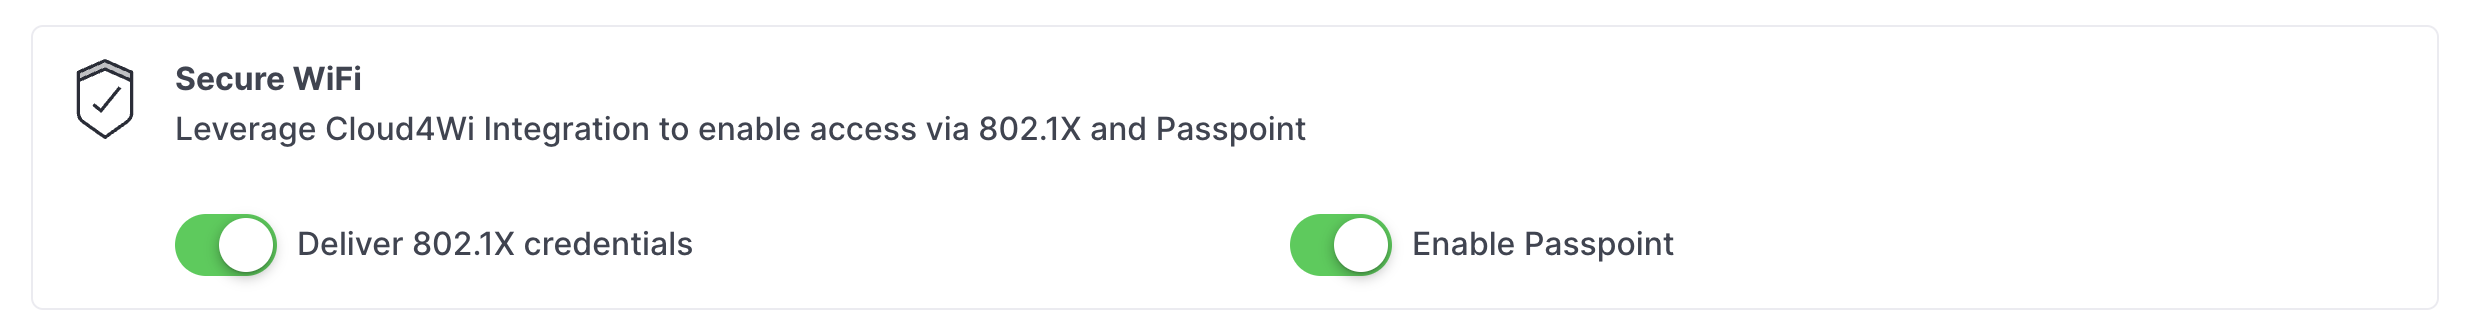 Secure WiFi
Leverage Cloud4Wi Integration to enable access via 802.1X and Passpoint
Deliver 802.1X credentials
Enable Passpoint